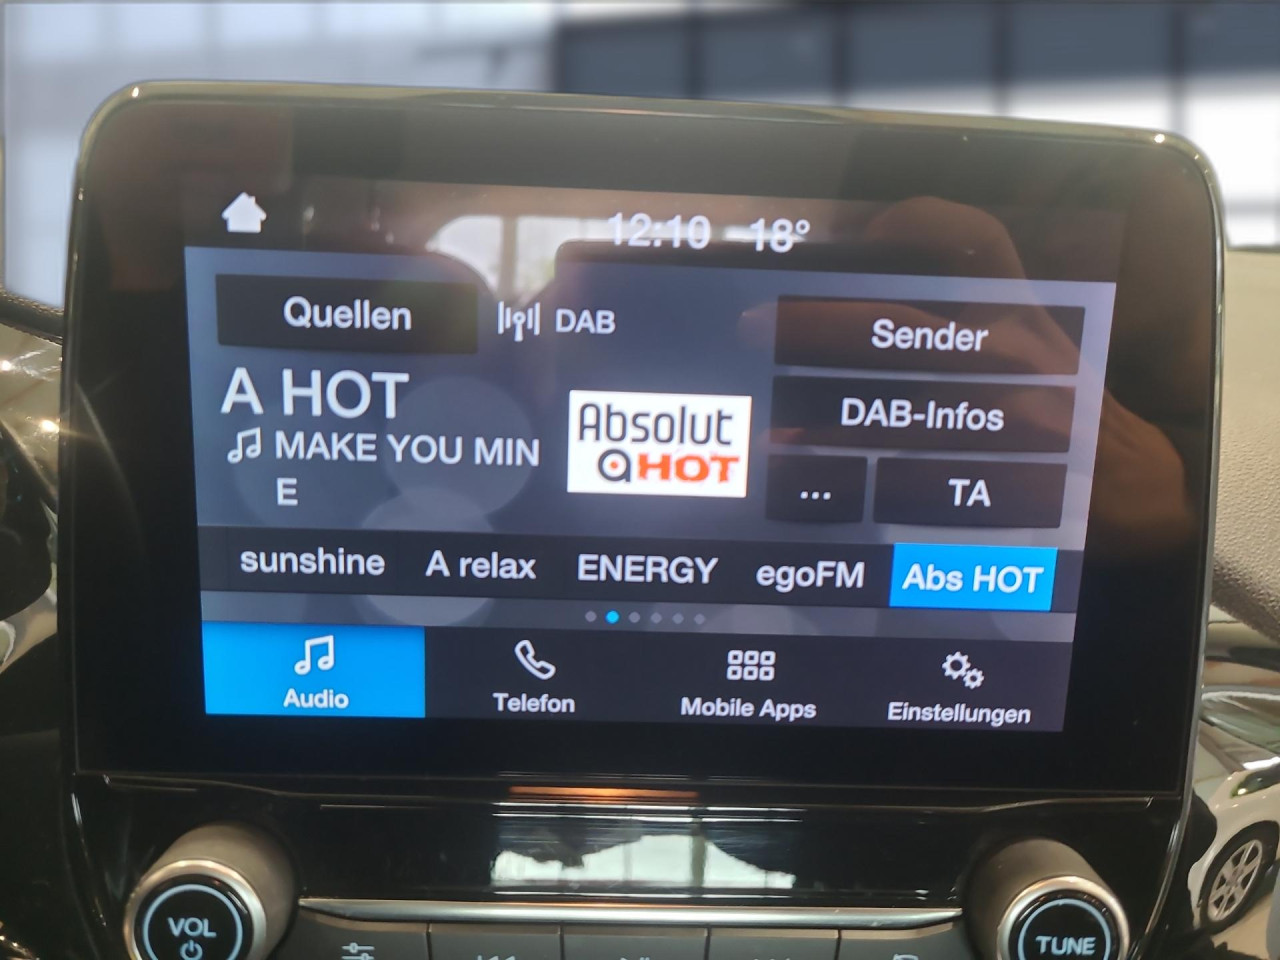 12:10 18°
Quellen
DAB
Sender
A HOT
MAKE YOU MIN
E
Absolut
HOT
DAB-Infos
...
TA
sunshine
A relax
ENERGY
egoFM
Abs HOT
Audio
Telefon
Mobile Apps
Einstellungen
VOL
TUNE